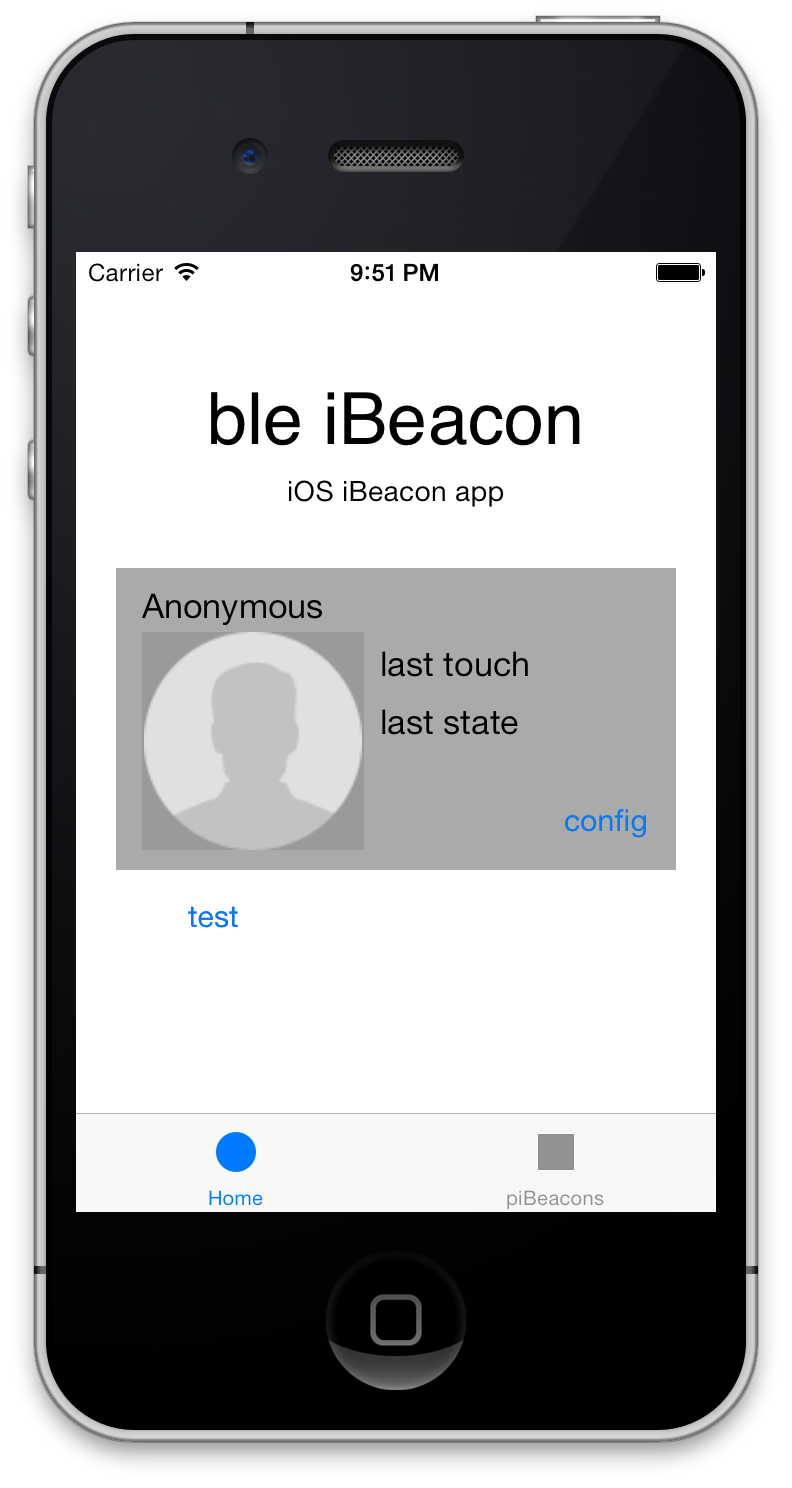 Carrier 9:51 PM
ble iBeacon
iOS iBeacon app
Anonymous
last touch
last state
config
test
Home piBeacons